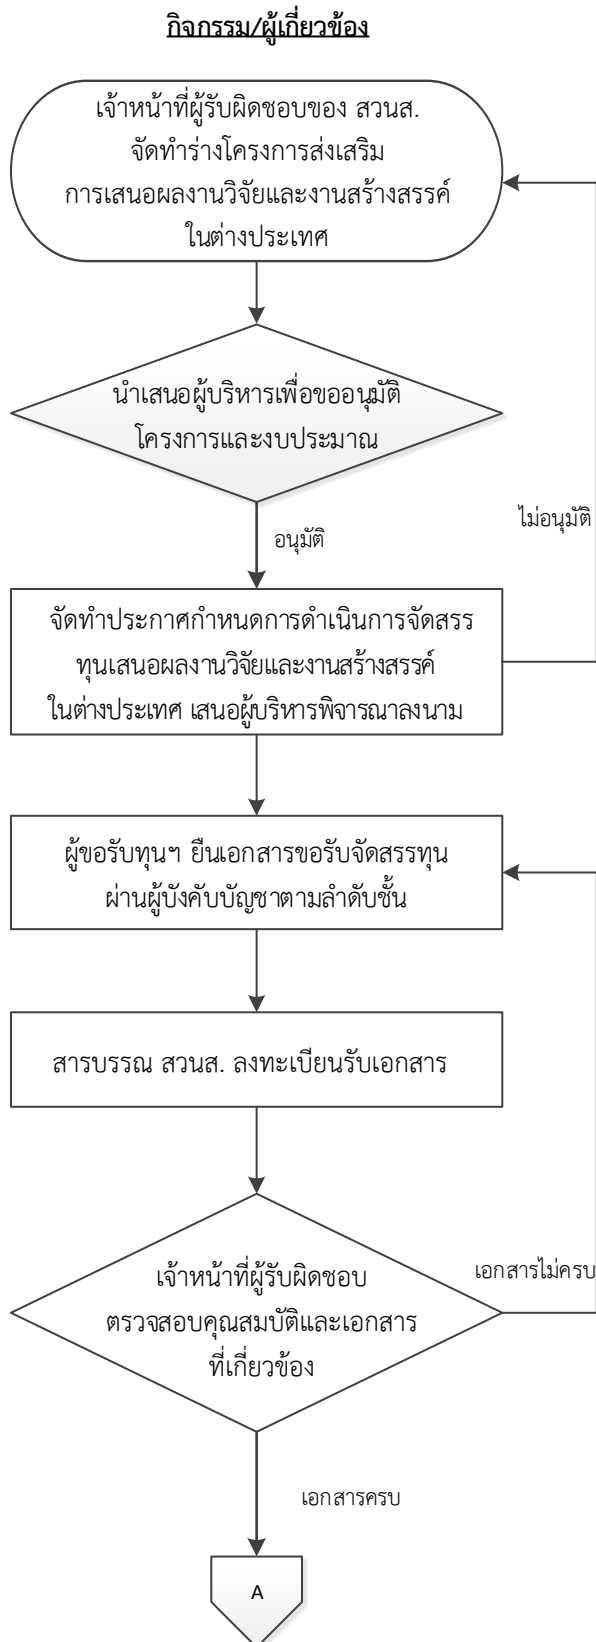 กิจกรรม/ผู้เกี่ยวข้อง
เจ้าหน้าที่ผู้รับผิดชอบของ สวนส.
จัดทำร่างโครงการส่งเสริม
การเสนอผลงานวิจัยและงานสร้างสรรค์
ในต่างประเทศ
นำเสนอผู้บริหารเพื่อขออนุมัติ
โครงการและงบประมาณ
ไม่อนุมัติ
อนุมัติ
จัดทำประกาศกำหนดการดำเนินการจัดสรร
ทุนเสนอผลงานวิจัยและงานสร้างสรรค์
ในต่างประเทศ เสนอผู้บริหารพิจารณาลงนาม
ผู้ขอรับทุนฯ ยืนเอกสารขอรับจัดสรรทุน
ผ่านผู้บังคับบัญชาตามลำดับชั้น
สารบรรณ สวนส. ลงทะเบียนรับเอกสาร
เจ้าหน้าที่ผู้รับผิดชอบ
ตรวจสอบคุณสมบัติและเอกสาร
ที่เกี่ยวข้อง
เอกสารไม่ครบ
เอกสารครบ
A